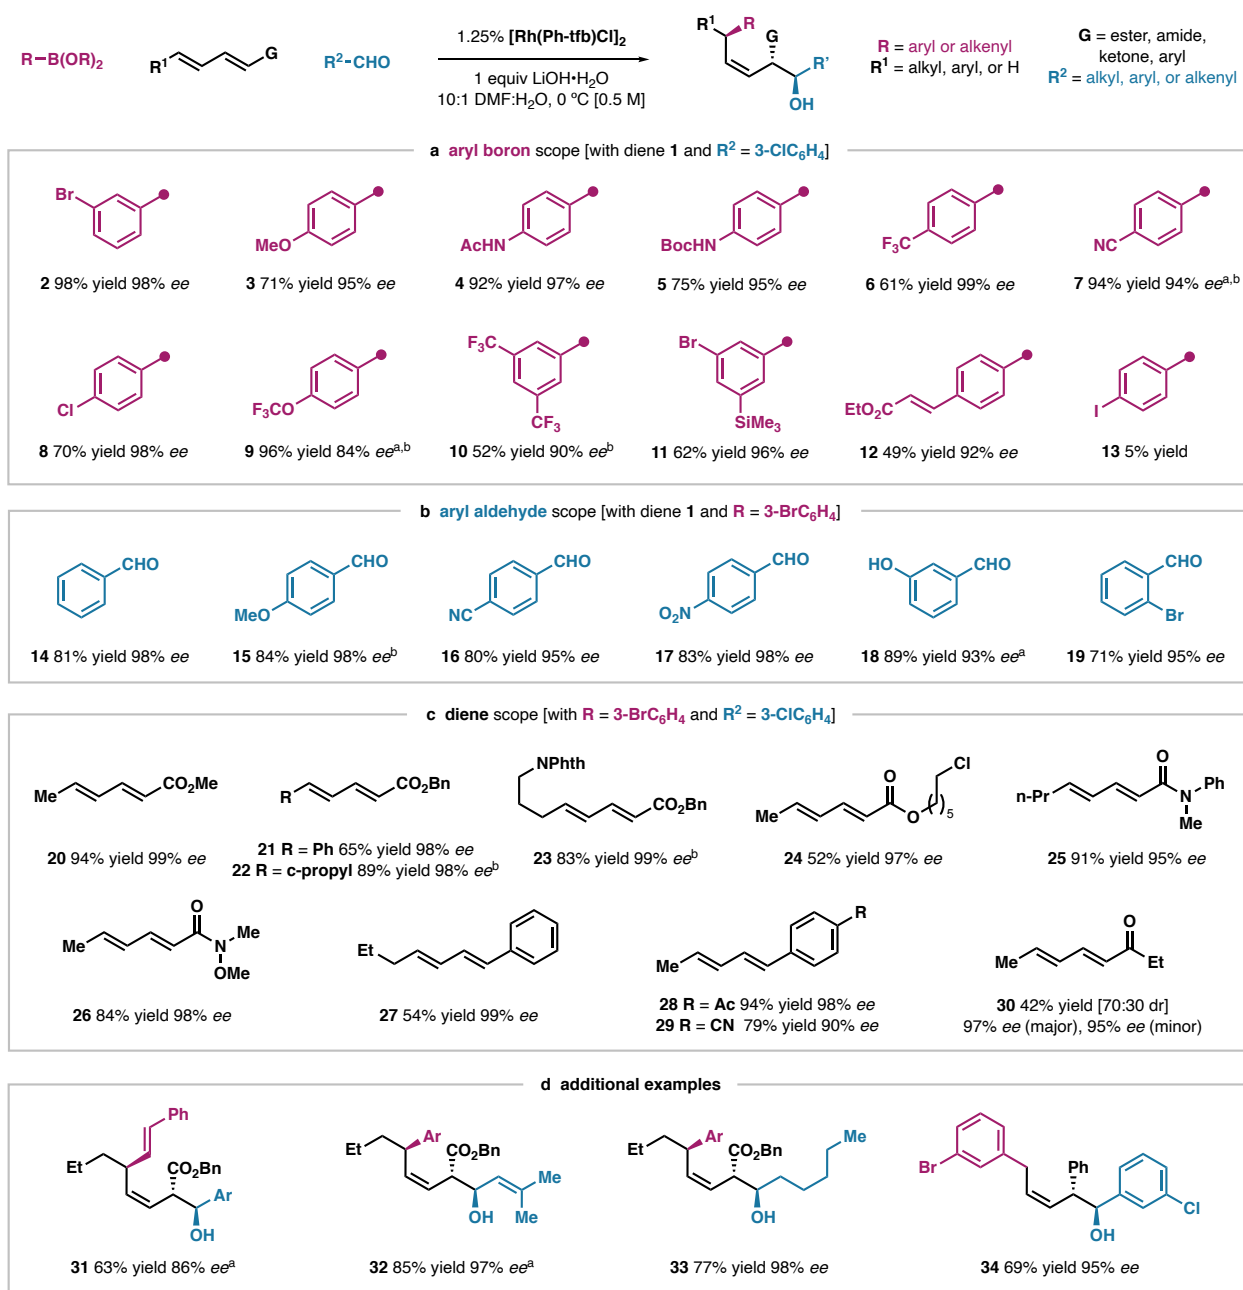 R–B(OR)2
R1
G
R2-CHO
1.25% [Rh(Ph-tfb)Cl]2
1 equiv LiOH•H2O
10:1 DMF:H2O, 0 ºC [0.5 M]
R1 R
G
R'
OH
R = aryl or alkenyl
R1 = alkyl, aryl, or H
G = ester, amide,
ketone, aryl
R2 = alkyl, aryl, or alkenyl
a aryl boron scope [with diene 1 and R2 = 3-ClC6H4]
Br
MeO
AcHN
BocHN
F3C
NC
2 98% yield 98% ee
3 71% yield 95% ee
4 92% yield 97% ee
5 75% yield 95% ee
6 61% yield 99% ee
7 94% yield 94% eea,b
Cl
F3CO
F3C
CF3
Br
SiMe3
EtO2C
I
8 70% yield 98% ee
9 96% yield 84% eea,b
10 52% yield 90% eeb
11 62% yield 96% ee
12 49% yield 92% ee
13 5% yield
b aryl aldehyde scope [with diene 1 and R = 3-BrC6H4]
CHO
MeO CHO
NC CHO
O2N CHO
HO CHO
CHO
Br
14 81% yield 98% ee
15 84% yield 98% eeb
16 80% yield 95% ee
17 83% yield 98% ee
18 89% yield 93% eea
19 71% yield 95% ee
c diene scope [with R = 3-BrC6H4 and R2 = 3-ClC6H4]
Me CO2Me
20 94% yield 99% ee
R CO2Bn
21 R = Ph 65% yield 98% ee
22 R = c-propyl 89% yield 98% eeb
NPhth
CO2Bn
23 83% yield 99% eeb
Me
O
O
Cl
( )5
24 52% yield 97% ee
n-Pr
O
N
Ph
Me
25 91% yield 95% ee
Me
O
N
Me
OMe
26 84% yield 98% ee
Et
27 54% yield 99% ee
Me
R
28 R = Ac 94% yield 98% ee
29 R = CN 79% yield 90% ee
Me
O
Et
30 42% yield [70:30 dr]
97% ee (major), 95% ee (minor)
d additional examples
Ph
Et
CO2Bn
Ar
OH
31 63% yield 86% eea
Et
Ar
CO2Bn
Me
OH
Me
32 85% yield 97% eea
Et
Ar
CO2Bn
Me
OH
33 77% yield 98% ee
Br
Ph
Cl
OH
34 69% yield 95% ee